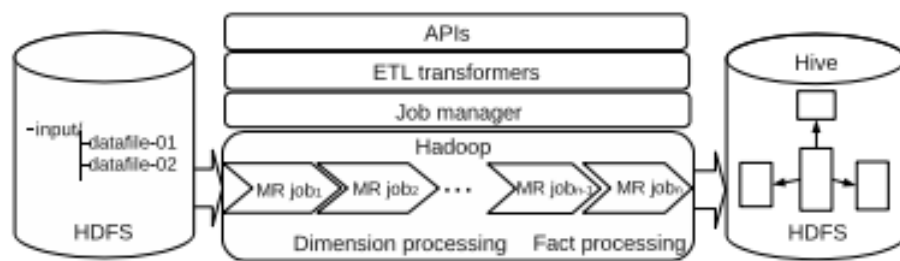 APIs
ETL transformers
Job manager
Hadoop
-input/
datafile-01
datafile-02
HDFS
MR job1
MR job2
...
MR jobn-1
MR jobn
Dimension processing
Fact processing
Hive
HDFS